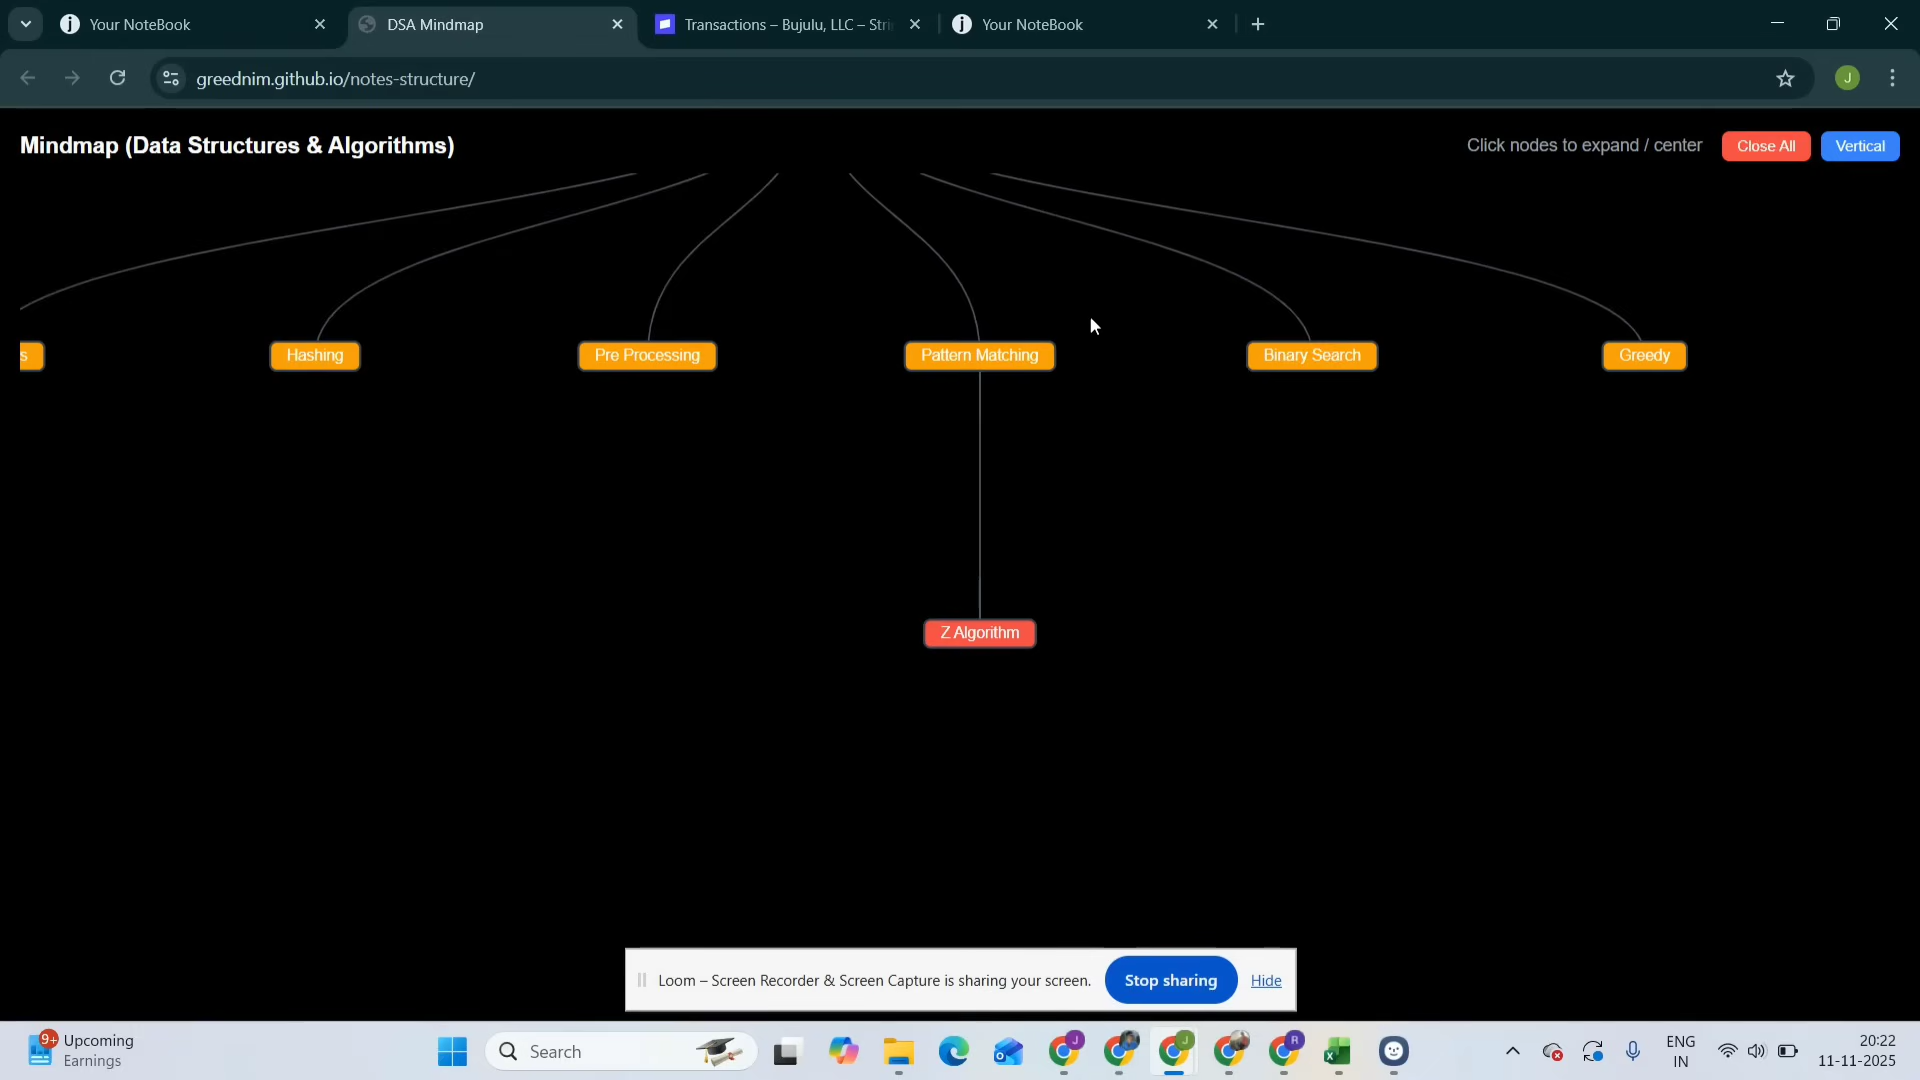 Your NoteBook
DSA Mindmap
Transactions – Bujulu, LLC – Stri
Your NoteBook
greednim.github.io/notes-structure/
J
Mindmap (Data Structures & Algorithms)
Click nodes to expand / center
Close All
Vertical
s
Hashing
Pre Processing
Pattern Matching
Binary Search
Greedy
Z Algorithm
Loom – Screen Recorder & Screen Capture is sharing your screen.
Stop sharing
Hide
9+
Upcoming
Earnings
Search
J
J
R
ENG
IN
20:22
11-11-2025